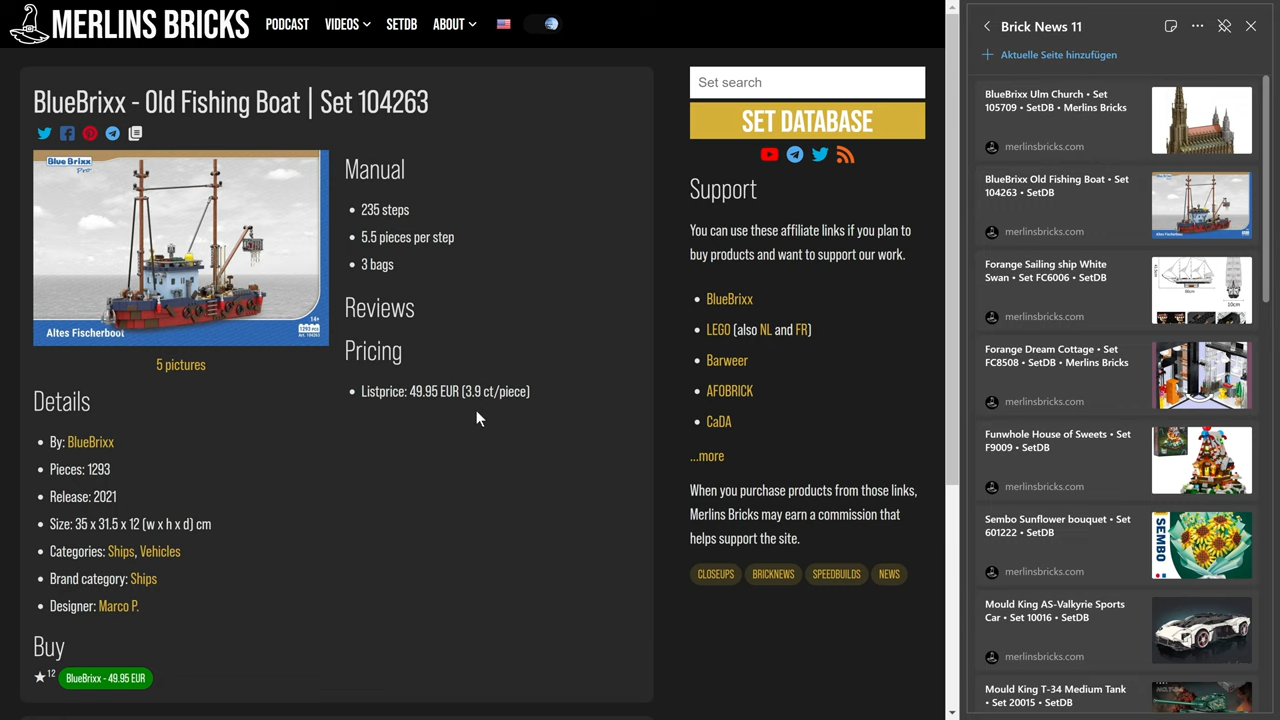 MERLINS BRICKS
PODCAST
VIDEOS
SETDB
ABOUT
BlueBrixx - Old Fishing Boat | Set 104263
Blue Brixx
Pro
Altes Fischerboot
14+
1293 PCS
Art. 104263
5 pictures
Details
By: BlueBrixx
Pieces: 1293
Release: 2021
Size: 35 x 31.5 x 12 (w x h x d) cm
Categories: Ships, Vehicles
Brand category: Ships
Designer: Marco P.
Buy
★12 BlueBrixx - 49.95 EUR
Manual
235 steps
5.5 pieces per step
3 bags
Reviews
Pricing
Listprice: 49.95 EUR (3.9 ct/piece)
Set search
SET DATABASE
Support
You can use these affiliate links if you plan to
buy products and want to support our work.
BlueBrixx
LEGO (also NL and FR)
Barweer
AFOBRICK
CaDA
...more
When you purchase products from those links,
Merlins Bricks may earn a commission that
helps support the site.
CLOSEUPS
BRICKNEWS
SPEEDBUILDS
NEWS
Brick News 11
Aktuelle Seite hinzufügen
BlueBrixx Ulm Church • Set
105709 • SetDB • Merlins Bricks
merlinsbricks.com
BlueBrixx Old Fishing Boat • Set
104263 • SetDB
merlinsbricks.com
Forange Sailing ship White
Swan • Set FC6006 • SetDB
merlinsbricks.com
Forange Dream Cottage • Set
FC8508 • SetDB • Merlins Bricks
merlinsbricks.com
Funwhole House of Sweets • Set
F9009 • SetDB
merlinsbricks.com
Sembo Sunflower bouquet • Set
601222 • SetDB
merlinsbricks.com
SEMBO
Mould King AS-Valkyrie Sports
Car • Set 10016 • SetDB
merlinsbricks.com
Mould King T-34 Medium Tank
• Set 20015 • SetDB